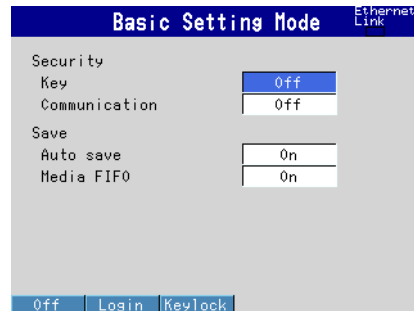 Basic Setting Mode
Ethernet
Link
Security
Key Off
Communication Off
Save
Auto save On
Media FIFO On
Off Login Keylock